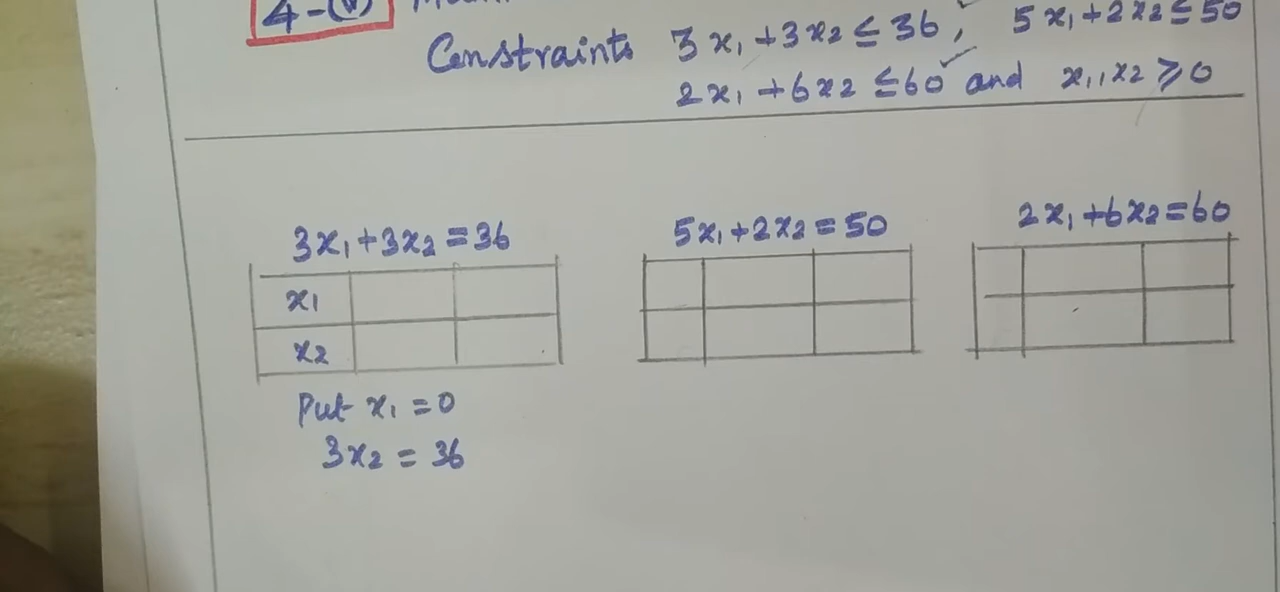 4-(v)
Constraints 3x₁+3x₂≤36, 5x₁+2x₂≤50
2x₁+6x₂≤60 and x₁,x₂≥0
3x₁+3x₂=36 5x₁+2x₂=50 2x₁+6x₂=60
x₁
x₂
Put x₁=0
3x₂=36